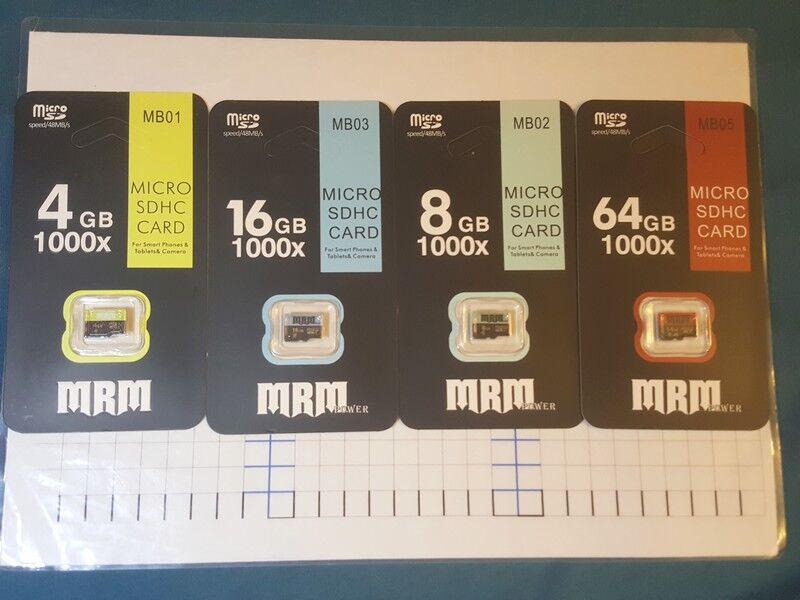 Micro
SD
speed/48MB/s
MB01
4GB
1000x
MICRO
SDHC
CARD
For Smart Phones &
Tablets& Camera
MRM
Micro
SD
speed/48MB/s
MB03
16GB
1000x
MICRO
SDHC
CARD
For Smart Phones &
Tablets& Camera
16GB
MRM
POWER
Micro
SD
speed/48MB/s
MB02
8GB
1000x
MICRO
SDHC
CARD
For Smart Phones &
Tablets& Camera
MRM
POWER
Micro
SD
speed/48MB/s
MB05
64GB
1000x
MICRO
SDHC
CARD
For Smart Phones &
Tablets& Camera
MRM
POWER